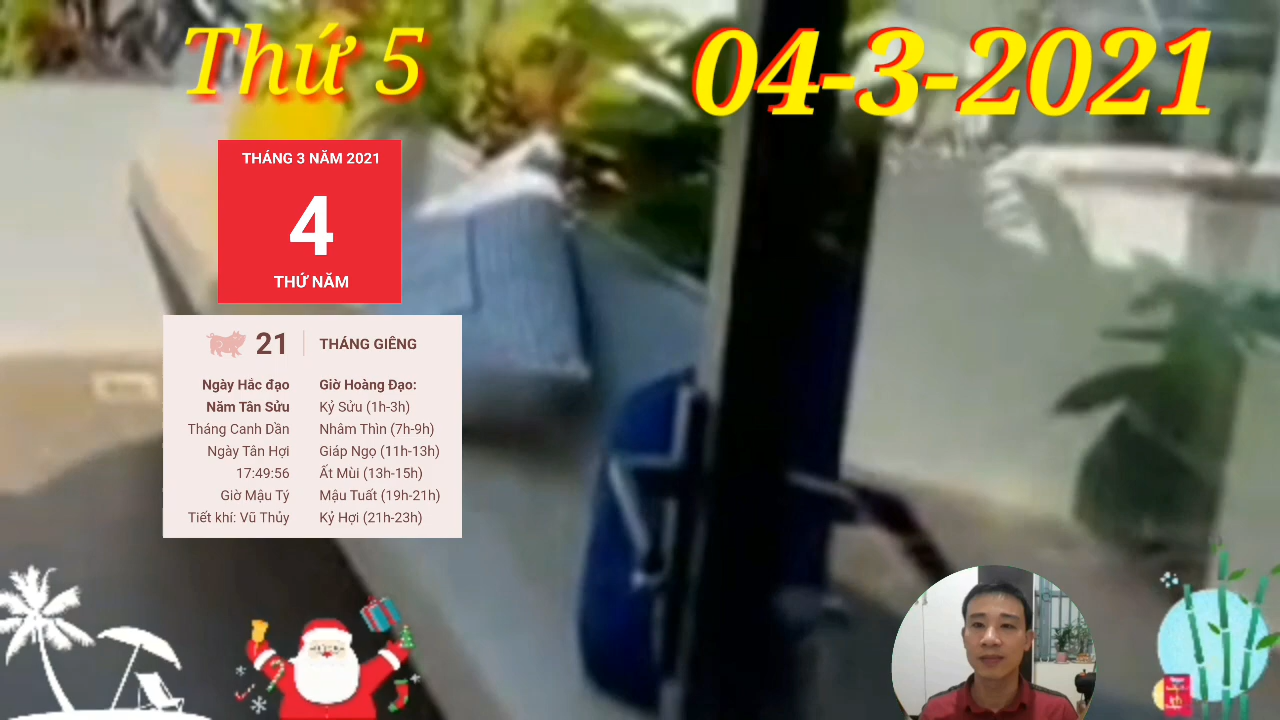 Thứ 5
04-3-2021
THÁNG 3 NĂM 2021
4
THỨ NĂM
21
THÁNG GIÊNG
Ngày Hắc đạo
Năm Tân Sửu
Tháng Canh Dần
Ngày Tân Hợi
17:49:56
Giờ Mậu Tý
Tiết khí: Vũ Thủy
Giờ Hoàng Đạo:
Kỷ Sửu (1h-3h)
Nhâm Thìn (7h-9h)
Giáp Ngọ (11h-13h)
Ất Mùi (13h-15h)
Mậu Tuất (19h-21h)
Kỷ Hợi (21h-23h)